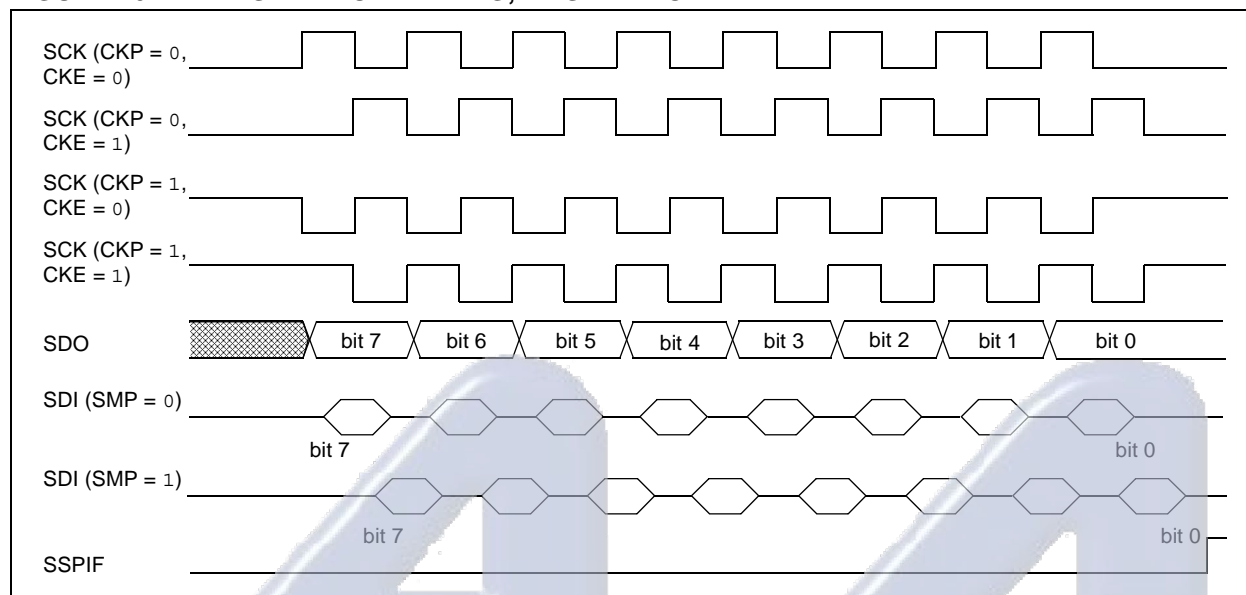 SCK (CKP = 0,
CKE = 0)
SCK (CKP = 0,
CKE = 1)
SCK (CKP = 1,
CKE = 0)
SCK (CKP = 1,
CKE = 1)
SDO bit 7 bit 6 bit 5 bit 4 bit 3 bit 2 bit 1 bit 0
SDI (SMP = 0)
bit 7 bit 0
SDI (SMP = 1)
bit 7 bit 0
SSPIF